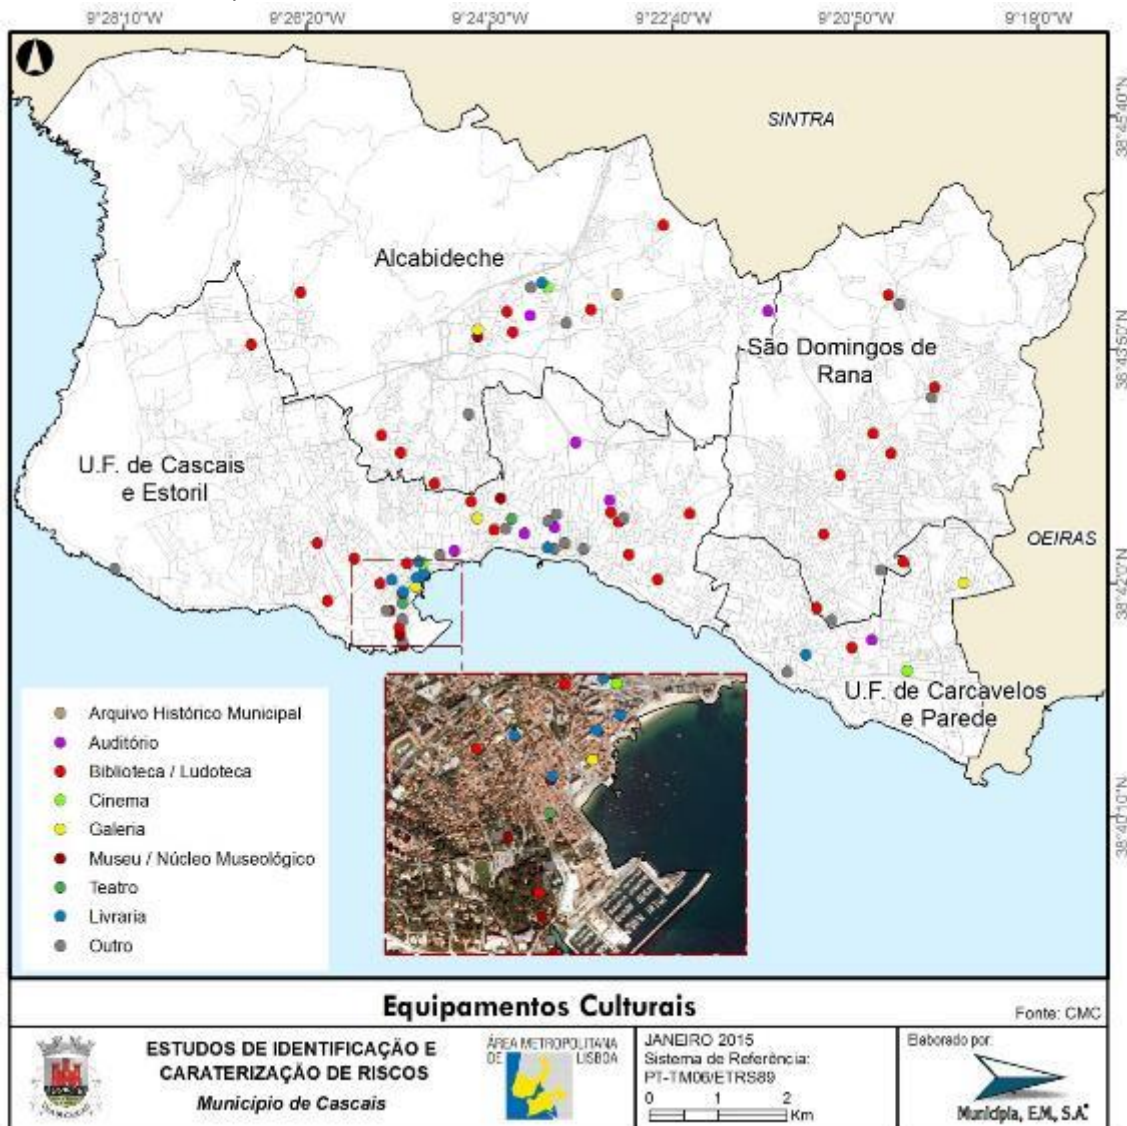 9°28'10"W
9°26'20"W
9°24'30"W
9°22'40"W
9°20'50"W
9°18'0"W
38°45'40"N
SINTRA
Alcabideche
São Domingos de
Rana
38°43'50"N
U.F. de Cascais
e Estoril
OEIRAS
38°42'0"N
U.F. de Carcavelos
e Parede
38°40'10"N
Arquivo Histórico Municipal
Auditório
Biblioteca / Ludoteca
Cinema
Galeria
Museu / Núcleo Museológico
Teatro
Livraria
Outro
Equipamentos Culturais
Fonte: CMC
ESTUDOS DE IDENTIFICAÇÃO E
CARATERIZAÇÃO DE RISCOS
Município de Cascais
ÁREA METROPOLITANA
DE LISBOA
JANEIRO 2015
Sistema de Referência:
PT-TM06/ETRS89
0 1 2
Km
Elaborado por:
Municípia, E.M., S.A.